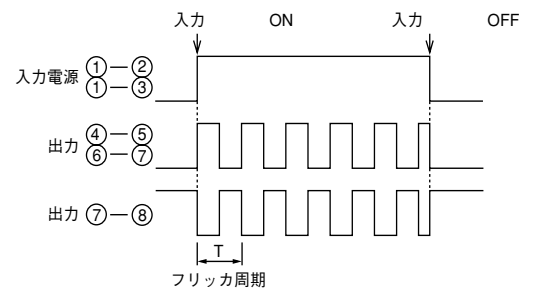 入力 ON 入力 OFF
入力電源 ①—②
①—③
出力 ④—⑤
⑥—⑦
出力 ⑦—⑧
T
フリッカ周期